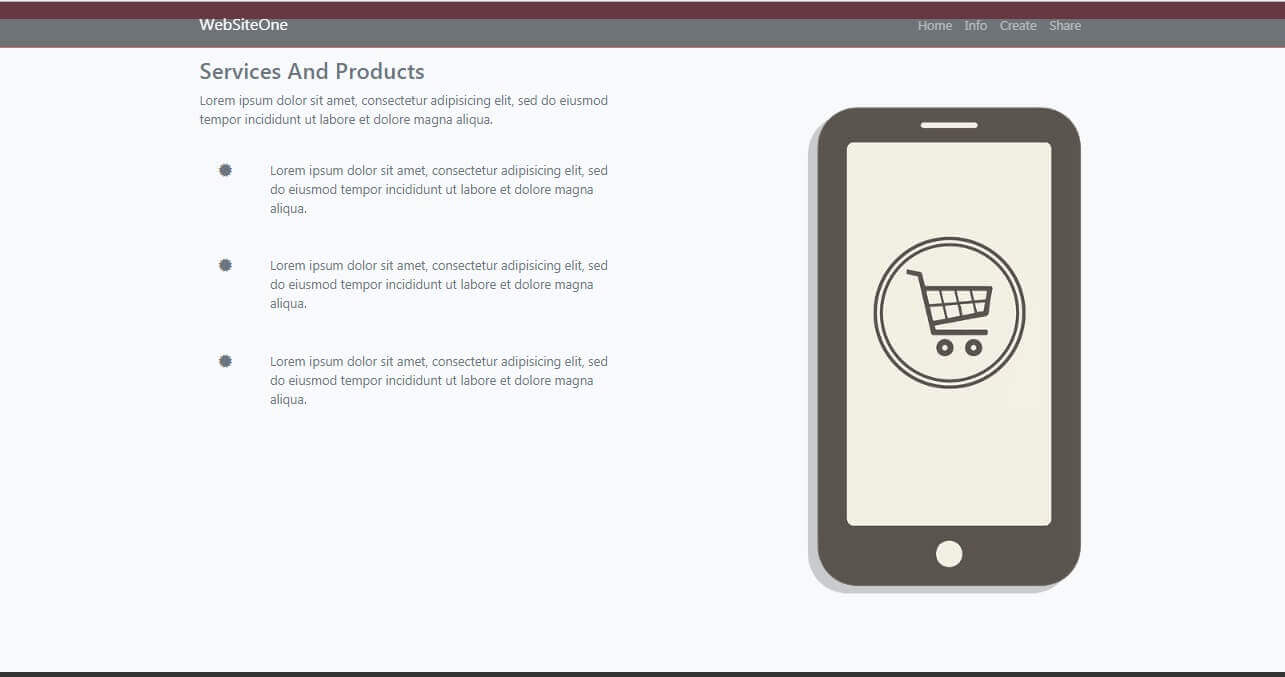 WebSiteOne
Home Info Create Share
Services And Products
Lorem ipsum dolor sit amet, consectetur adipisicing elit, sed do eiusmod
tempor incididunt ut labore et dolore magna aliqua.
Lorem ipsum dolor sit amet, consectetur adipisicing elit, sed
do eiusmod tempor incididunt ut labore et dolore magna
aliqua.
Lorem ipsum dolor sit amet, consectetur adipisicing elit, sed
do eiusmod tempor incididunt ut labore et dolore magna
aliqua.
Lorem ipsum dolor sit amet, consectetur adipisicing elit, sed
do eiusmod tempor incididunt ut labore et dolore magna
aliqua.